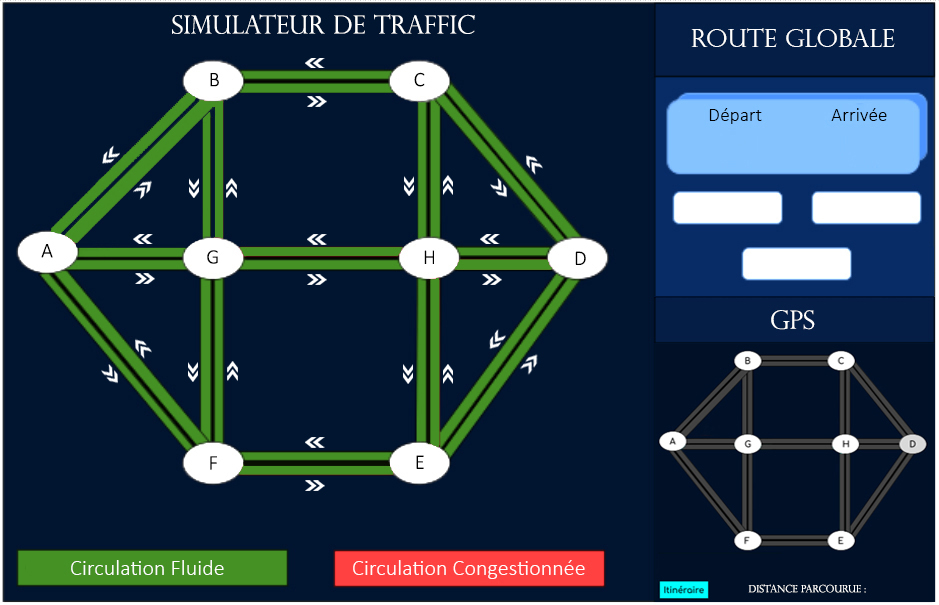 SIMULATEUR DE TRAFFIC
B
C
A
G
H
D
F
E
Circulation Fluide
Circulation Congestionnée
ROUTE GLOBALE
Départ Arrivée
GPS
B C
A G H D
F E
Itinéraire DISTANCE PARCOURUE :